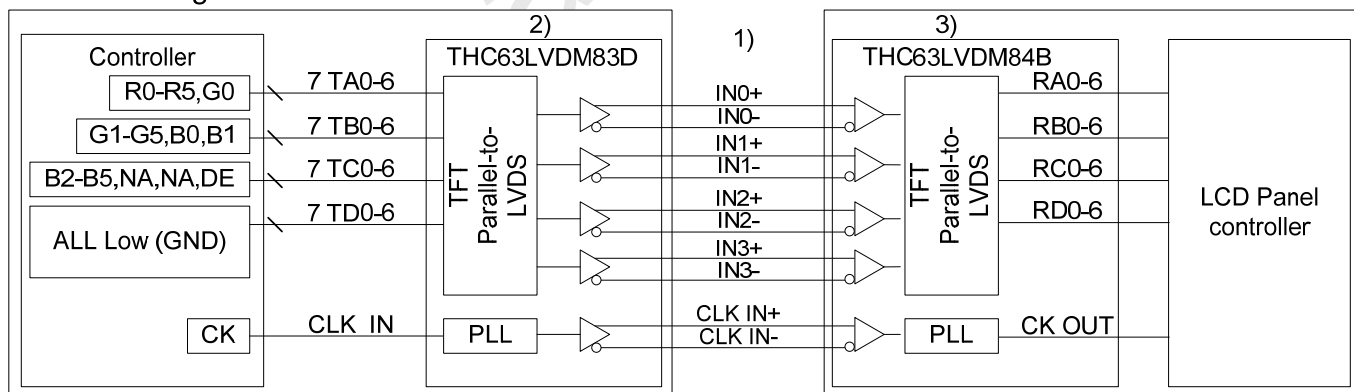 2)
1)
3)
Controller
THC63LVDM83D
THC63LVDM84B
R0-R5,G0
7 TA0-6
IN0+
IN0-
RA0-6
G1-G5,B0,B1
7 TB0-6
IN1+
IN1-
RB0-6
B2-B5,NA,NA,DE
7 TC0-6
IN2+
IN2-
RC0-6
ALL Low (GND)
7 TD0-6
IN3+
IN3-
RD0-6
TFT
Parallel-to-
LVDS
TFT
Parallel-to-
LVDS
LCD Panel
controller
CK
CLK IN
PLL
CLK IN+
CLK IN-
PLL
CK OUT